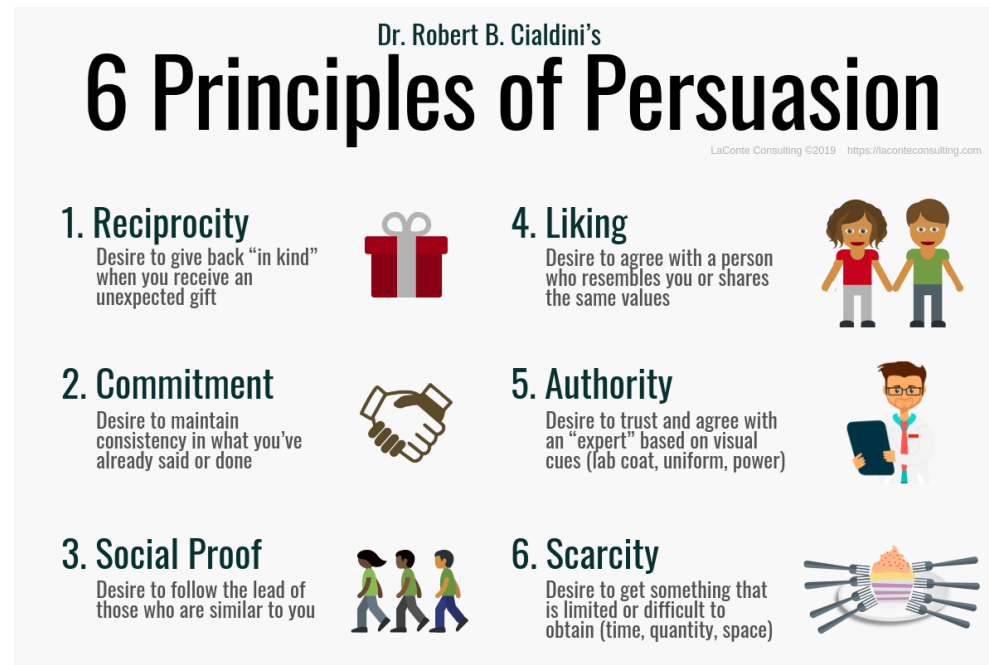 Dr. Robert B. Cialdini’s
6 Principles of Persuasion
LaConte Consulting ©2019 https://laconteconsulting.com
1. Reciprocity
Desire to give back “in kind”
when you receive an
unexpected gift
2. Commitment
Desire to maintain
consistency in what you’ve
already said or done
3. Social Proof
Desire to follow the lead of
those who are similar to you
4. Liking
Desire to agree with a person
who resembles you or shares
the same values
5. Authority
Desire to trust and agree with
an “expert” based on visual
cues (lab coat, uniform, power)
6. Scarcity
Desire to get something that
is limited or difficult to
obtain (time, quantity, space)